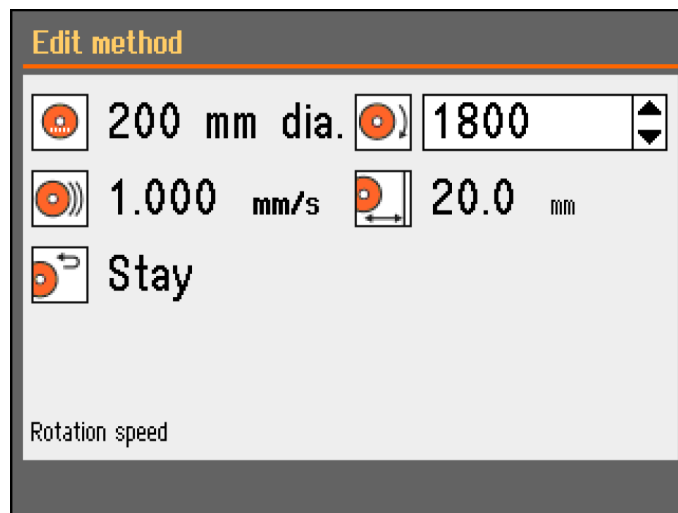 Edit method
200 mm dia. 1800
1.000 mm/s 20.0 mm
Stay
Rotation speed